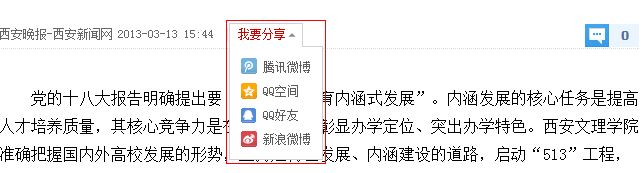 西安晚报-西安新闻网 2013-03-13 15:44 我要分享 0
腾讯微博
QQ空间
QQ好友
新浪微博
党的十八大报告明确提出要 育内涵式发展”。内涵发展的核心任务是提高
人才培养质量，其核心竞争力是 彰显办学定位、突出办学特色。西安文理学院
准确把握国内外高校发展的形势， 发展、内涵建设的道路，启动“513”工程，